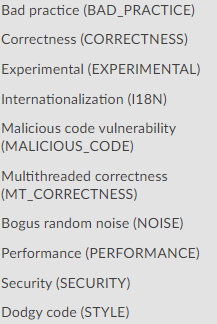 Bad practice (BAD_PRACTICE)
Correctness (CORRECTNESS)
Experimental (EXPERIMENTAL)
Internationalization (I18N)
Malicious code vulnerability
(MALICIOUS_CODE)
Multithreaded correctness
(MT_CORRECTNESS)
Bogus random noise (NOISE)
Performance (PERFORMANCE)
Security (SECURITY)
Dodgy code (STYLE)